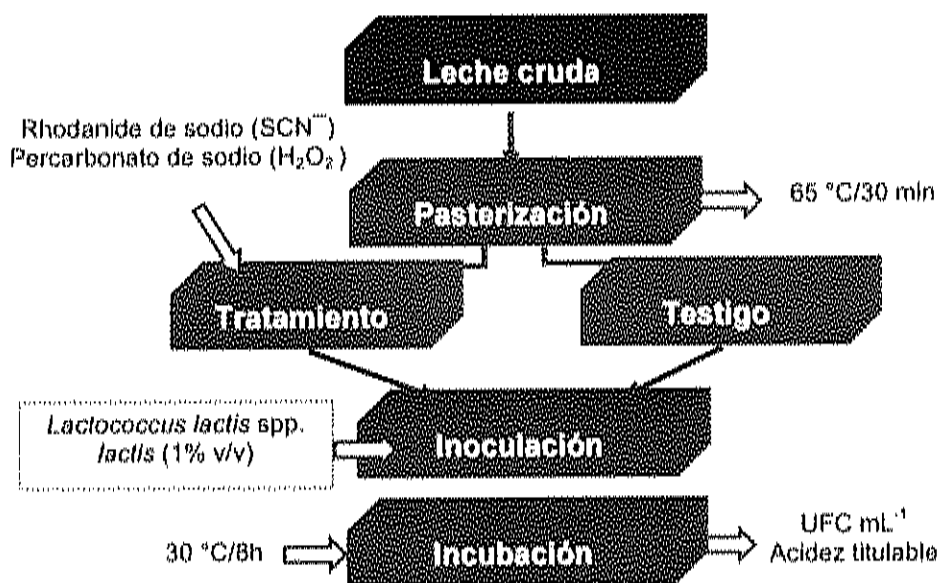 Leche cruda
Rhodanide de sodio (SCN⁻)
Percarbonato de sodio (H₂O₂)
Pasterización
65 °C/30 min
Tratamiento
Testigo
Lactococcus lactis spp.
lactis (1% v/v)
Inoculación
30 °C/8h
Incubación
UFC mL⁻¹
Acidez titulable